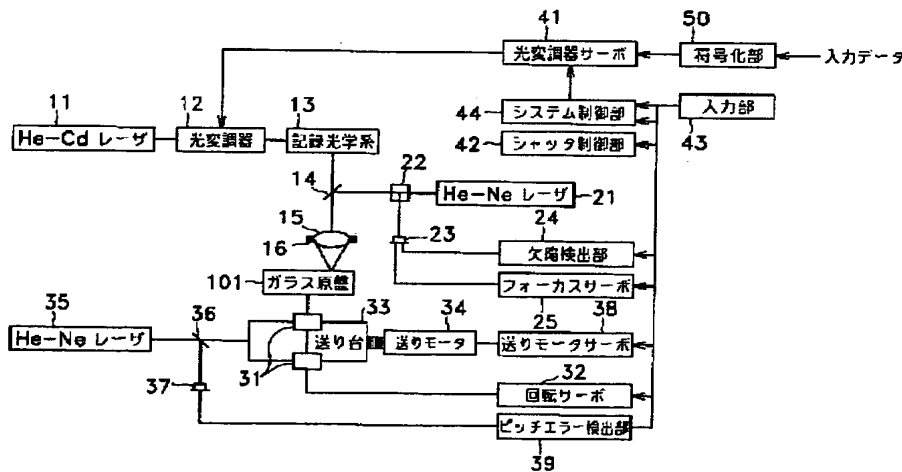 41
50
光変調器サーボ
符号化部
入力データ
11
12
13
44
システム制御部
入力部
43
He-Cd レーザ
光変調器
記録光学系
42
シャッタ制御部
22
14
He-Ne レーザ
21
15
16
23
24
欠陥検出部
101
ガラス原盤
フォーカスサーボ
25
35
36
33
34
38
He-Ne レーザ
送り台
送りモータ
送りモータサーボ
37
31
32
回転サーボ
ピッチエラー検出部
39